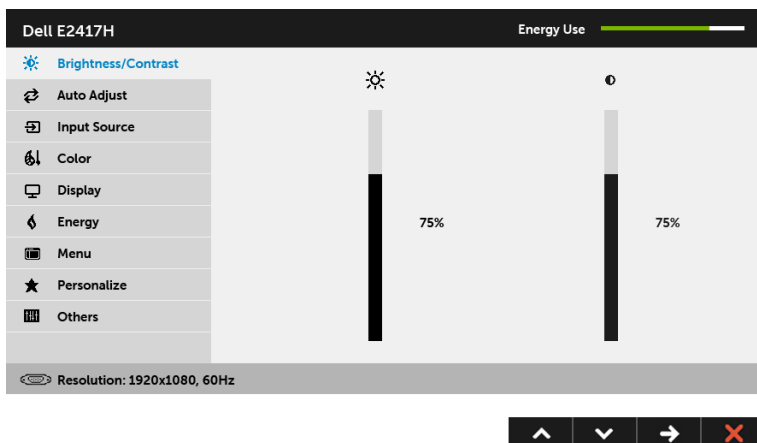 Dell E2417H
Energy Use
Brightness/Contrast
Auto Adjust
Input Source
Color
Display
Energy
75%
75%
Menu
Personalize
Others
Resolution: 1920x1080, 60Hz